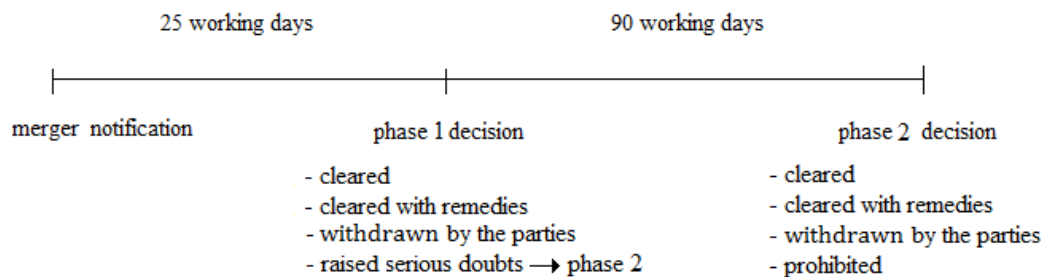 25 working days
90 working days
merger notification
phase 1 decision
phase 2 decision
- cleared
- cleared with remedies
- withdrawn by the parties
- raised serious doubts → phase 2
- cleared
- cleared with remedies
- withdrawn by the parties
- prohibited